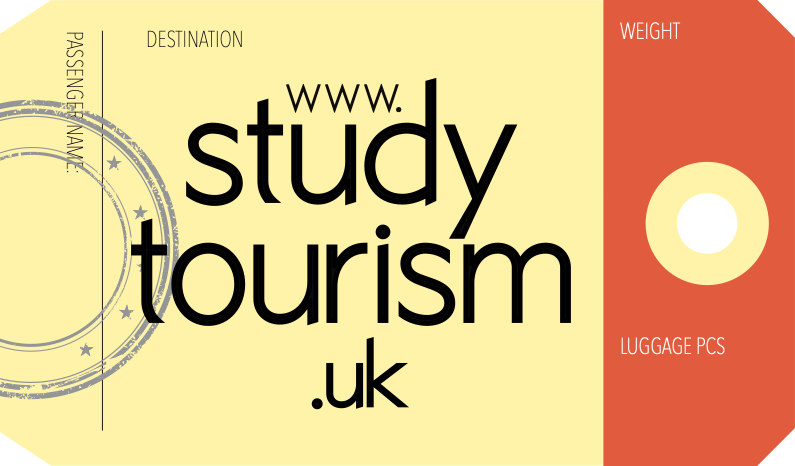 PASSENGER NAME:
DESTINATION
www.
study
tourism
.uk
WEIGHT
LUGGAGE PCS